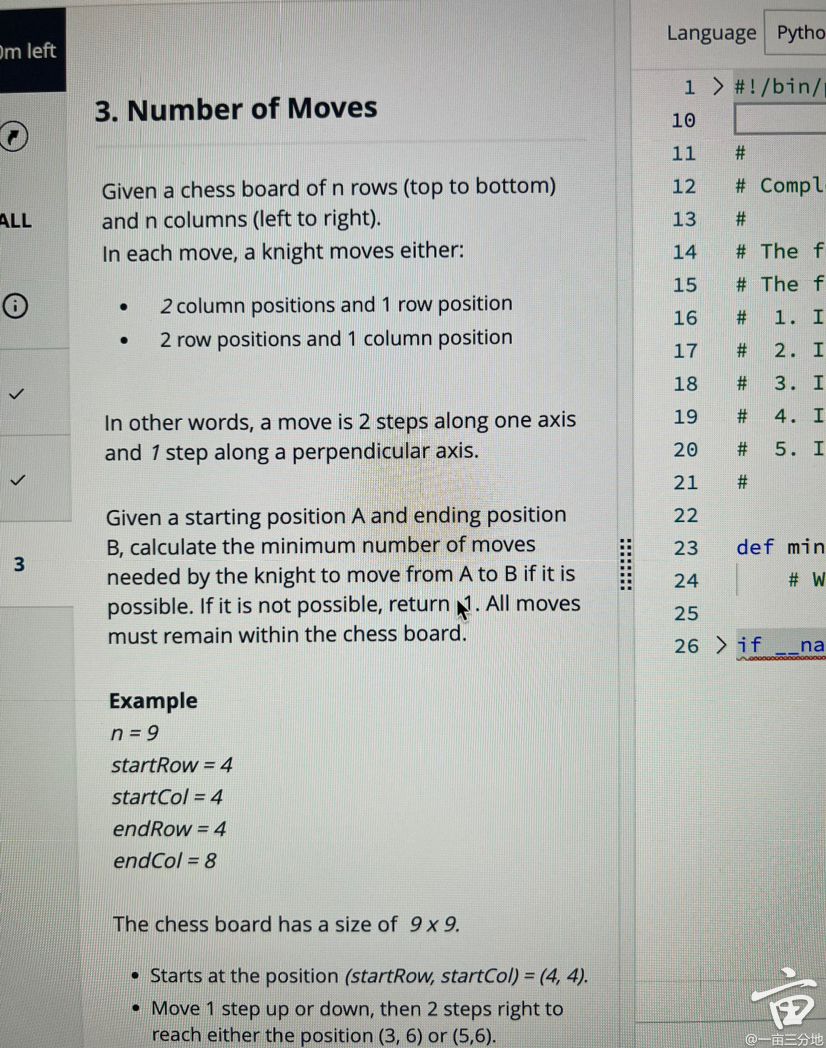 0m left
ALL
3
3. Number of Moves
Given a chess board of n rows (top to bottom)
and n columns (left to right).
In each move, a knight moves either:
• 2 column positions and 1 row position
• 2 row positions and 1 column position
In other words, a move is 2 steps along one axis
and 1 step along a perpendicular axis.
Given a starting position A and ending position
B, calculate the minimum number of moves
needed by the knight to move from A to B if it is
possible. If it is not possible, return 1. All moves
must remain within the chess board.
Example
n = 9
startRow = 4
startCol = 4
endRow = 4
endCol = 8
The chess board has a size of 9 x 9.
• Starts at the position (startRow, startCol) = (4, 4).
• Move 1 step up or down, then 2 steps right to
reach either the position (3, 6) or (5,6).
Language Pytho
1 > #!/bin/
10
11 #
12 # Compl
13 #
14 # The f
15 # The f
16 # 1. I
17 # 2. I
18 # 3. I
19 # 4. I
20 # 5. I
21 #
22
23 def min
24 # W
25
26 > if __na
亩
@一亩三分地